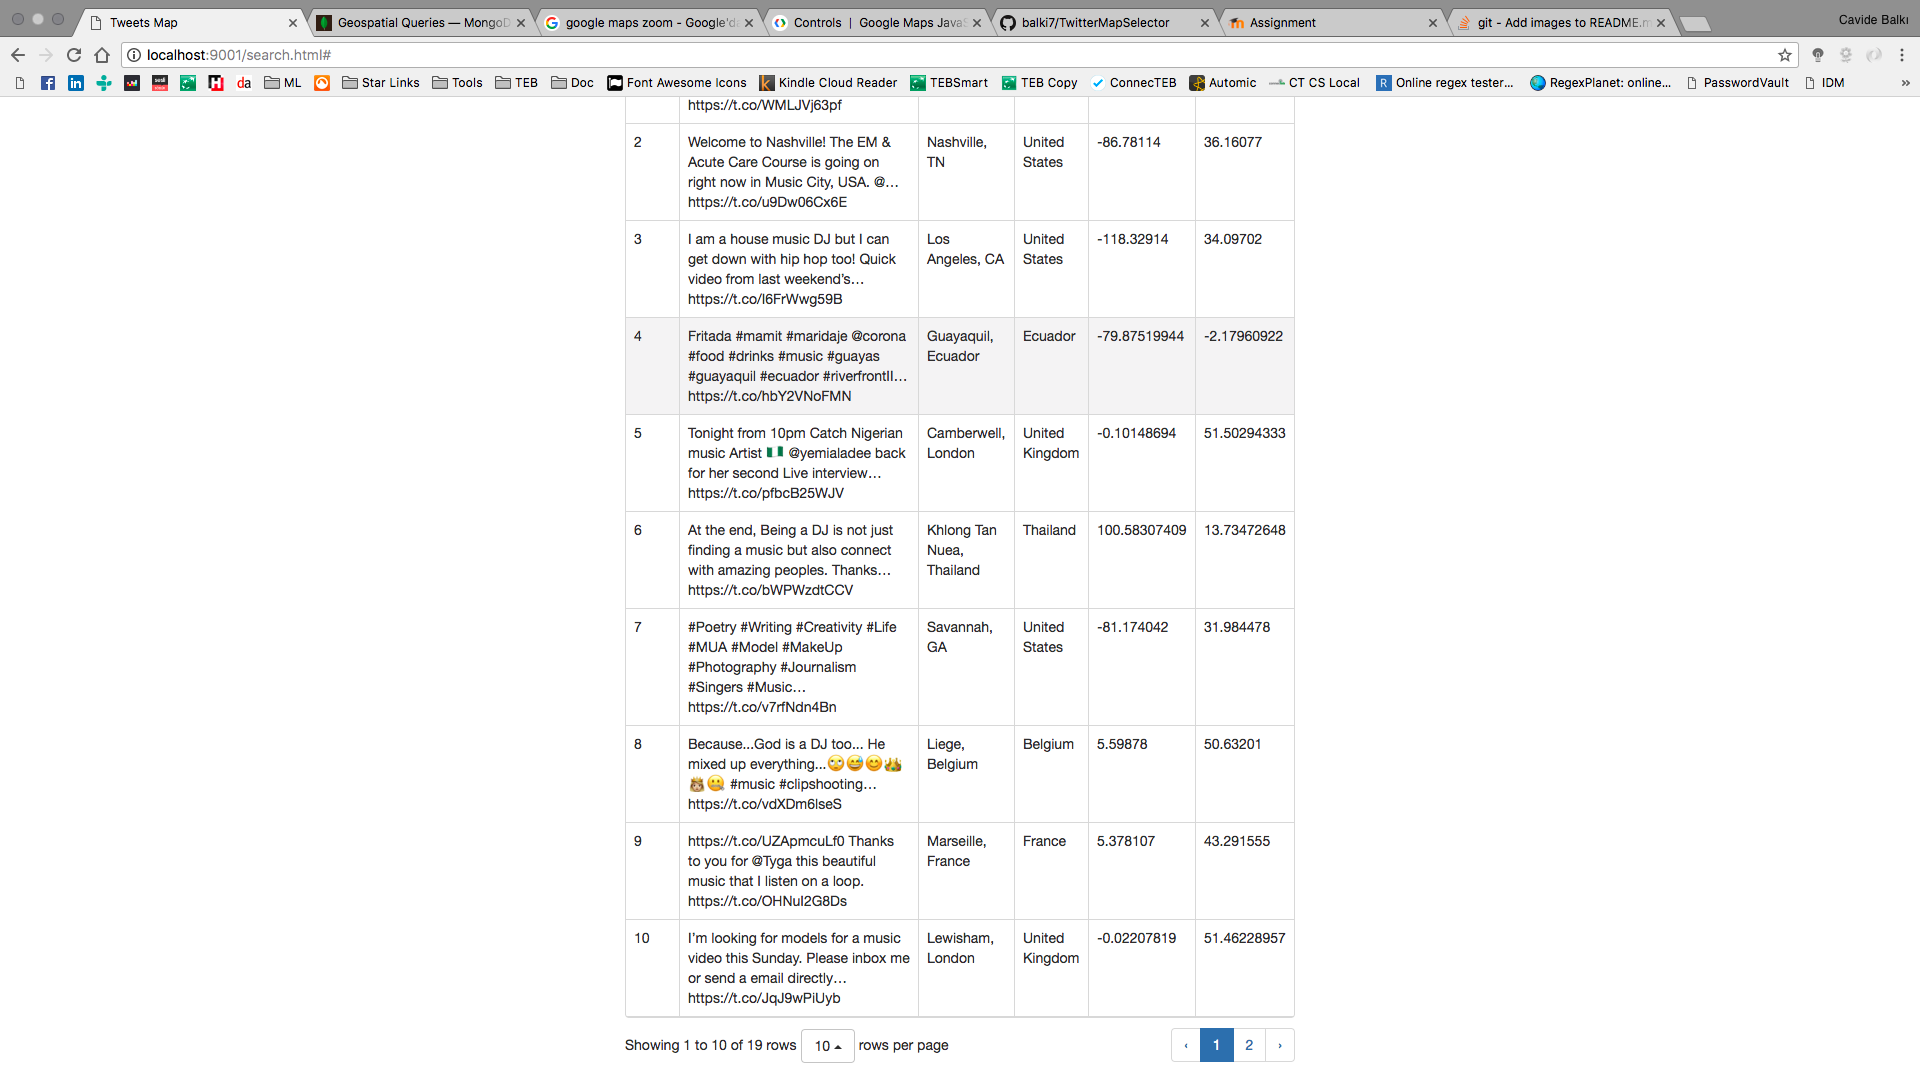 Tweets Map
Geospatial Queries — MongoD
google maps zoom - Google'da
Controls | Google Maps JavaS
balki7/TwitterMapSelector
Assignment
git - Add images to README.m
Cavide Balkı
localhost:9001/search.html#
ML
Star Links
Tools
TEB
Doc
Font Awesome Icons
Kindle Cloud Reader
TEBSmart
TEB Copy
ConnecTEB
Automic
CT CS Local
Online regex tester...
RegexPlanet: online...
PasswordVault
IDM
»
https://t.co/WMLJVj63pf
2
Welcome to Nashville! The EM &
Acute Care Course is going on
right now in Music City, USA. @…
https://t.co/u9Dw06Cx6E
Nashville,
TN
United
States
-86.78114
36.16077
3
I am a house music DJ but I can
get down with hip hop too! Quick
video from last weekend’s…
https://t.co/l6FrWwg59B
Los
Angeles, CA
United
States
-118.32914
34.09702
4
Fritada #mamit #maridaje @corona
#food #drinks #music #guayas
#guayaquil #ecuador #riverfrontII…
https://t.co/hbY2VNoFMN
Guayaquil,
Ecuador
Ecuador
-79.87519944
-2.17960922
5
Tonight from 10pm Catch Nigerian
music Artist 🇳🇬 @yemialadee back
for her second Live interview…
https://t.co/pfbcB25WJV
Camberwell,
London
United
Kingdom
-0.10148694
51.50294333
6
At the end, Being a DJ is not just
finding a music but also connect
with amazing peoples. Thanks…
https://t.co/bWPWzdtCCV
Khlong Tan
Nuea,
Thailand
Thailand
100.58307409
13.73472648
7
#Poetry #Writing #Creativity #Life
#MUA #Model #MakeUp
#Photography #Journalism
#Singers #Music…
https://t.co/v7rfNdn4Bn
Savannah,
GA
United
States
-81.174042
31.984478
8
Because...God is a DJ too... He
mixed up everything...
#music #clipshooting…
https://t.co/vdXDm6lseS
Liege,
Belgium
Belgium
5.59878
50.63201
9
https://t.co/UZApmcuLf0 Thanks
to you for @Tyga this beautiful
music that I listen on a loop.
https://t.co/OHNuI2G8Ds
Marseille,
France
France
5.378107
43.291555
10
I’m looking for models for a music
video this Sunday. Please inbox me
or send a email directly…
https://t.co/JqJ9wPiUyb
Lewisham,
London
United
Kingdom
-0.02207819
51.46228957
Showing 1 to 10 of 19 rows 10 rows per page
‹ 1 2 ›